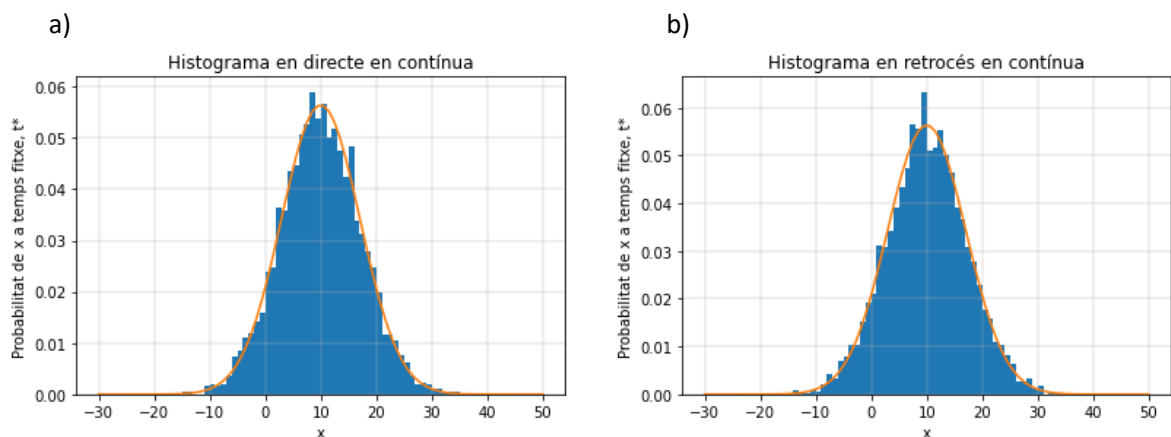 a)
Histograma en directe en contínua
Probabilitat de x a temps fitxe, t*
0.06
0.05
0.04
0.03
0.02
0.01
0.00
−30 −20 −10 0 10 20 30 40 50
x
b)
Histograma en retrocés en contínua
Probabilitat de x a temps fitxe, t*
0.06
0.05
0.04
0.03
0.02
0.01
0.00
−30 −20 −10 0 10 20 30 40 50
x